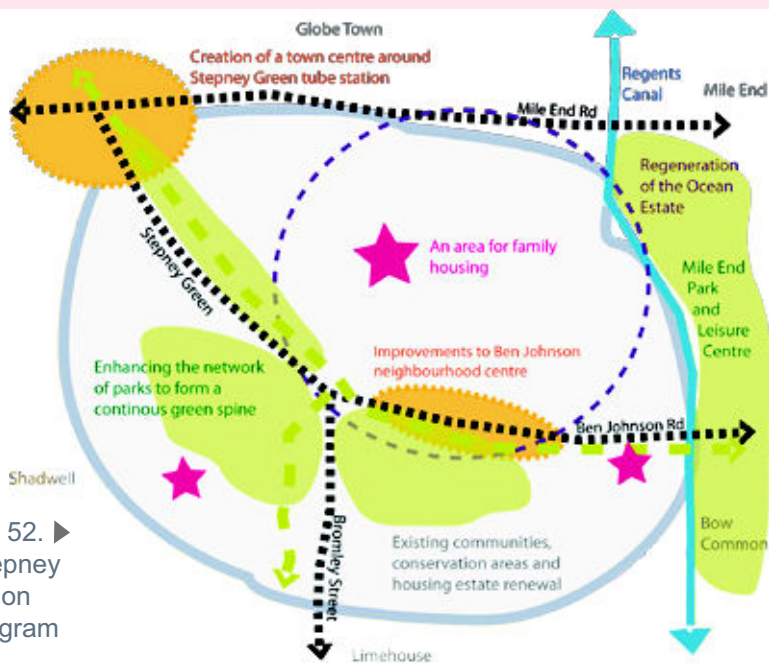 Globe Town
Creation of a town centre around
Stepney Green tube station
Regents
Canal
Mile End
Mile End Rd
Regeneration
of the Ocean
Estate
An area for family
housing
Stepney Green
Mile End
Park
and
Leisure
Centre
Enhancing the network
of parks to form a
continous green spine
Improvements to Ben Johnson
neighbourhood centre
Ben Johnson Rd
Shadwell
52.
epney
on
gram
Bromley Street
Existing communities,
conservation areas and
housing estate renewal
Bow
Common
Limehouse